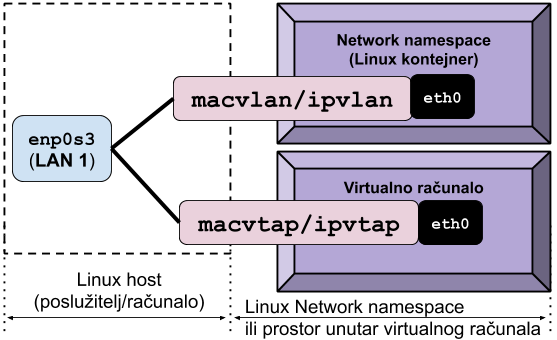 Network namespace
(Linux kontejner)
macvlan/ipvlan
eth0
enp0s3
(LAN 1)
Virtualno računalo
macvtap/ipvtap
eth0
Linux host
(poslužitelj/računalo)
Linux Network namespace
ili prostor unutar virtualnog računala